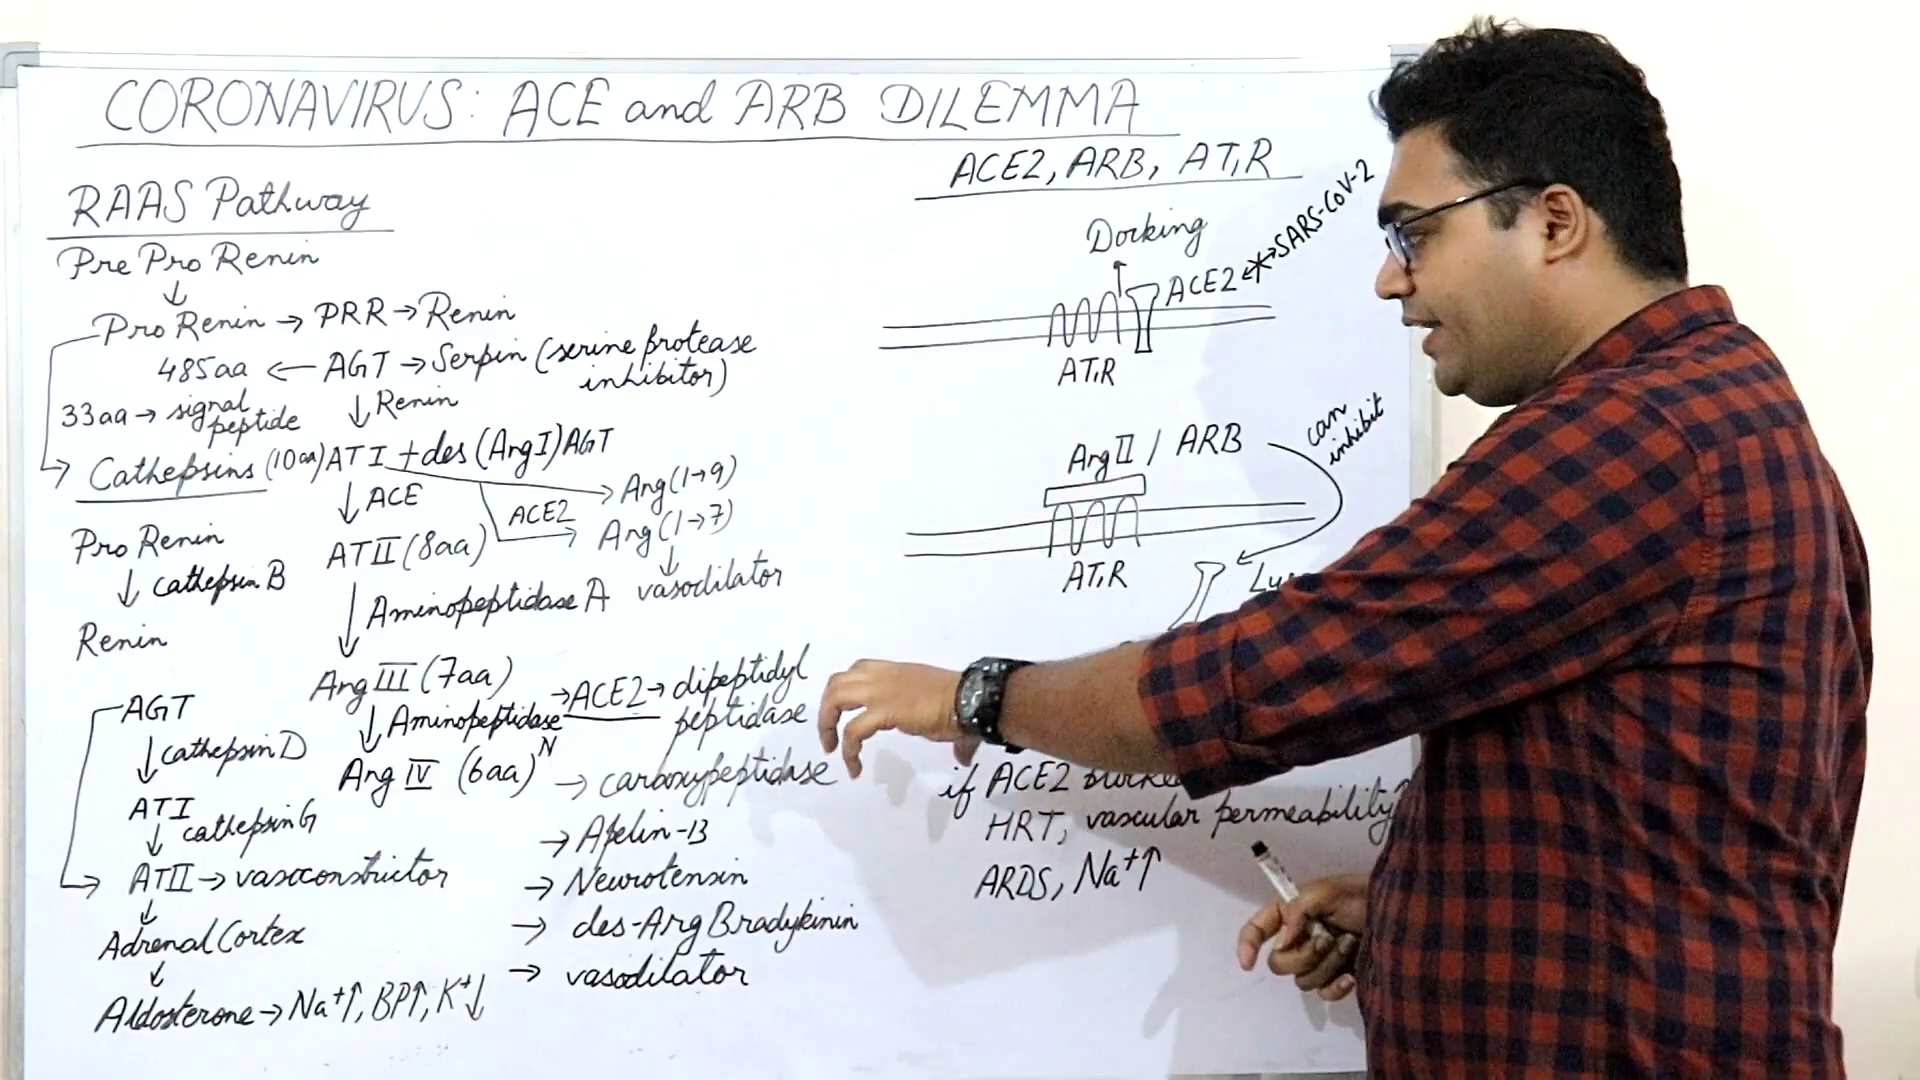 CORONAVIRUS: ACE and ARB DILEMMA
RAAS Pathway
Pre Pro Renin
↓
Pro Renin → PRR → Renin
485aa ← AGT → Serpin (serine protease
inhibitor)
33aa → signal
peptide
↓ Renin
Cathepsins (10aa) AT I + des (Arg I) AGT
↓ ACE
ACE2
→ Arg (1→9)
→ Arg (1→7)
↓
vasodilator
AT II (8aa)
↓ Aminopeptidase A
Arg III (7aa)
↓ Aminopeptidase
N
Arg IV (6aa)
Pro Renin
↓ cathepsin B
Renin
AGT
↓ cathepsin D
AT I
↓ cathepsin G
AT II → vasoconstrictor
↓
Adrenal Cortex
↓
Aldosterone → Na+↑, BP↑, K+↓
→ ACE2 → dipeptidyl
peptidase
→ carboxypeptidase
→ Apelin-13
→ Neurotensin
→ des-Arg Bradykinin
→ vasodilator
ACE2, ARB, AT₁R
Docking
ACE2 ↔ SARS-CoV-2
AT₁R
Arg II / ARB
can
inhibit
AT₁R
if ACE2
HRT, vascular permeability
ARDS, Na+↑